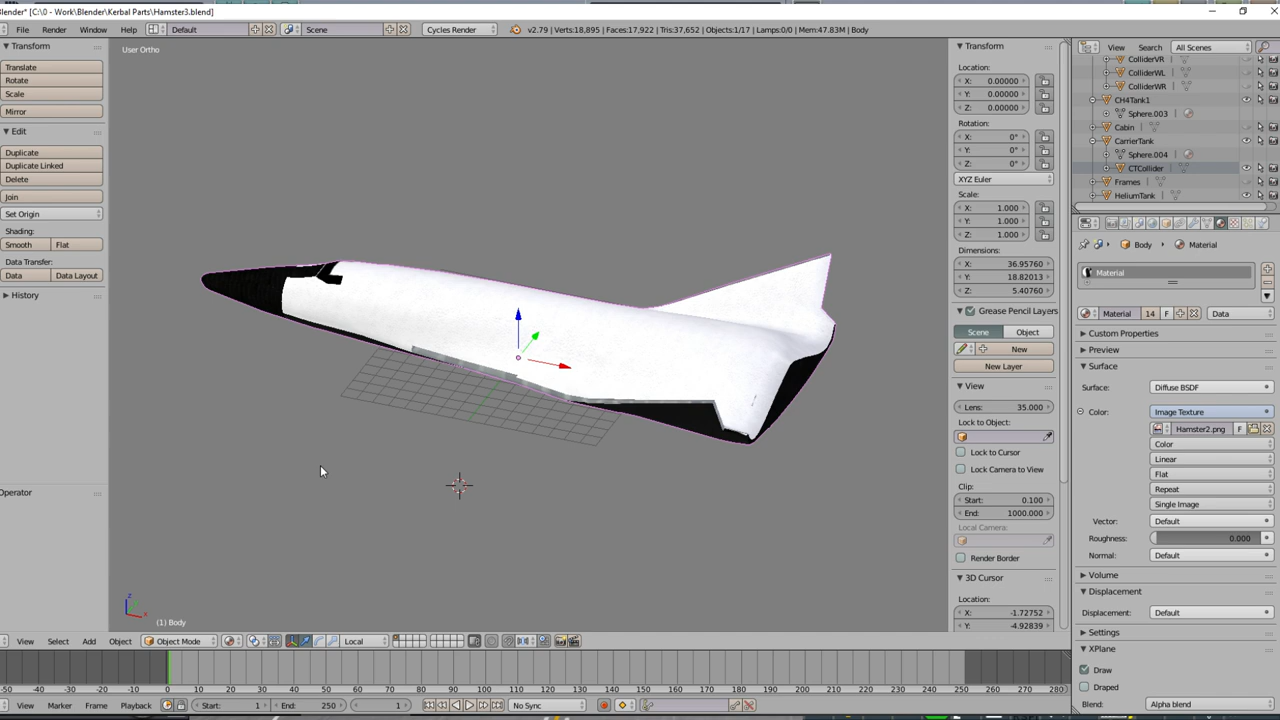 Blender* [C:\0 - Work\Blender\Kerbal Parts\Hamster3.blend]
File Render Window Help Default Scene Cycles Render v2.79 | Verts:18,895 | Faces:17,922 | Tris:37,652 | Objects:1/17 | Lamps:0/0 | Mem:47.83M | Body
View Search All Scenes
Transform
Translate
Rotate
Scale
Mirror
Edit
Duplicate
Duplicate Linked
Delete
Join
Set Origin
Shading:
Smooth Flat
Data Transfer:
Data Data Layout
History
Operator
User Ortho
(1) Body
Transform
Location:
X: 0.00000
Y: 0.00000
Z: 0.00000
Rotation:
X: 0°
Y: 0°
Z: 0°
XYZ Euler
Scale:
X: 1.000
Y: 1.000
Z: 1.000
Dimensions:
X: 36.95760
Y: 18.82013
Z: 5.40760
Grease Pencil Layers
Scene Object
New
New Layer
View
Lens: 35.000
Lock to Object:
Lock to Cursor
Lock Camera to View
Clip:
Start: 0.100
End: 1000.000
Local Camera:
Render Border
3D Cursor
Location:
X: -1.72752
Y: -4.92839
ColliderVR
ColliderWL
ColliderWR
CH4Tank1
Sphere.003
Cabin
CarrierTank
Sphere.004
CTCollider
Frames
HeliumTank
Body Material
Material
Material 14 F Data
Custom Properties
Preview
Surface
Surface: Diffuse BSDF
Color: Image Texture
Hamster2.png F
Color
Linear
Flat
Repeat
Single Image
Vector: Default
Roughness: 0.000
Normal: Default
Volume
Displacement
Displacement: Default
Settings
XPlane
Draw
Draped
Blend: Alpha blend
View Select Add Object Object Mode Local
-50 -40 -30 -20 -10 0 10 20 30 40 50 60 70 80 90 100 110 120 130 140 150 160 170 180 190 200 210 220 230 240 250 260 270 280
View Marker Frame Playback Start: 1 End: 250 1 No Sync